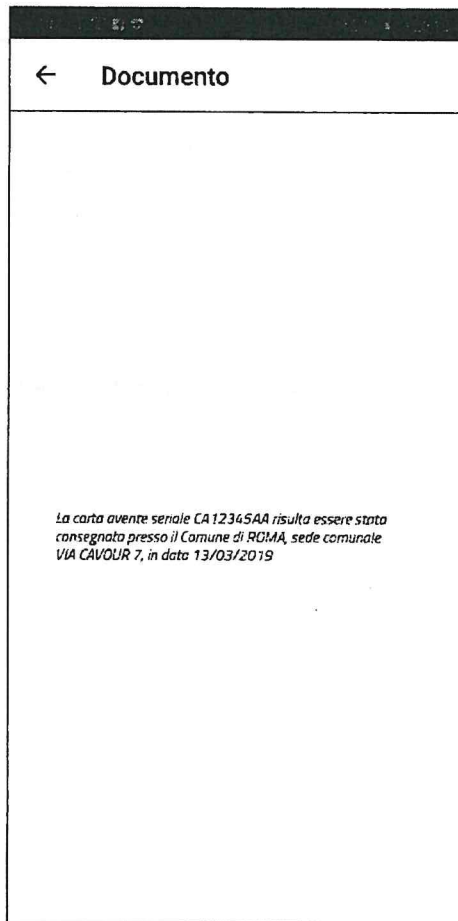 Documento
La carta avente seriale CA12345AA risulta essere stata
consegnata presso il Comune di ROMA, sede comunale
VIA CAVOUR 7, in data 13/03/2019